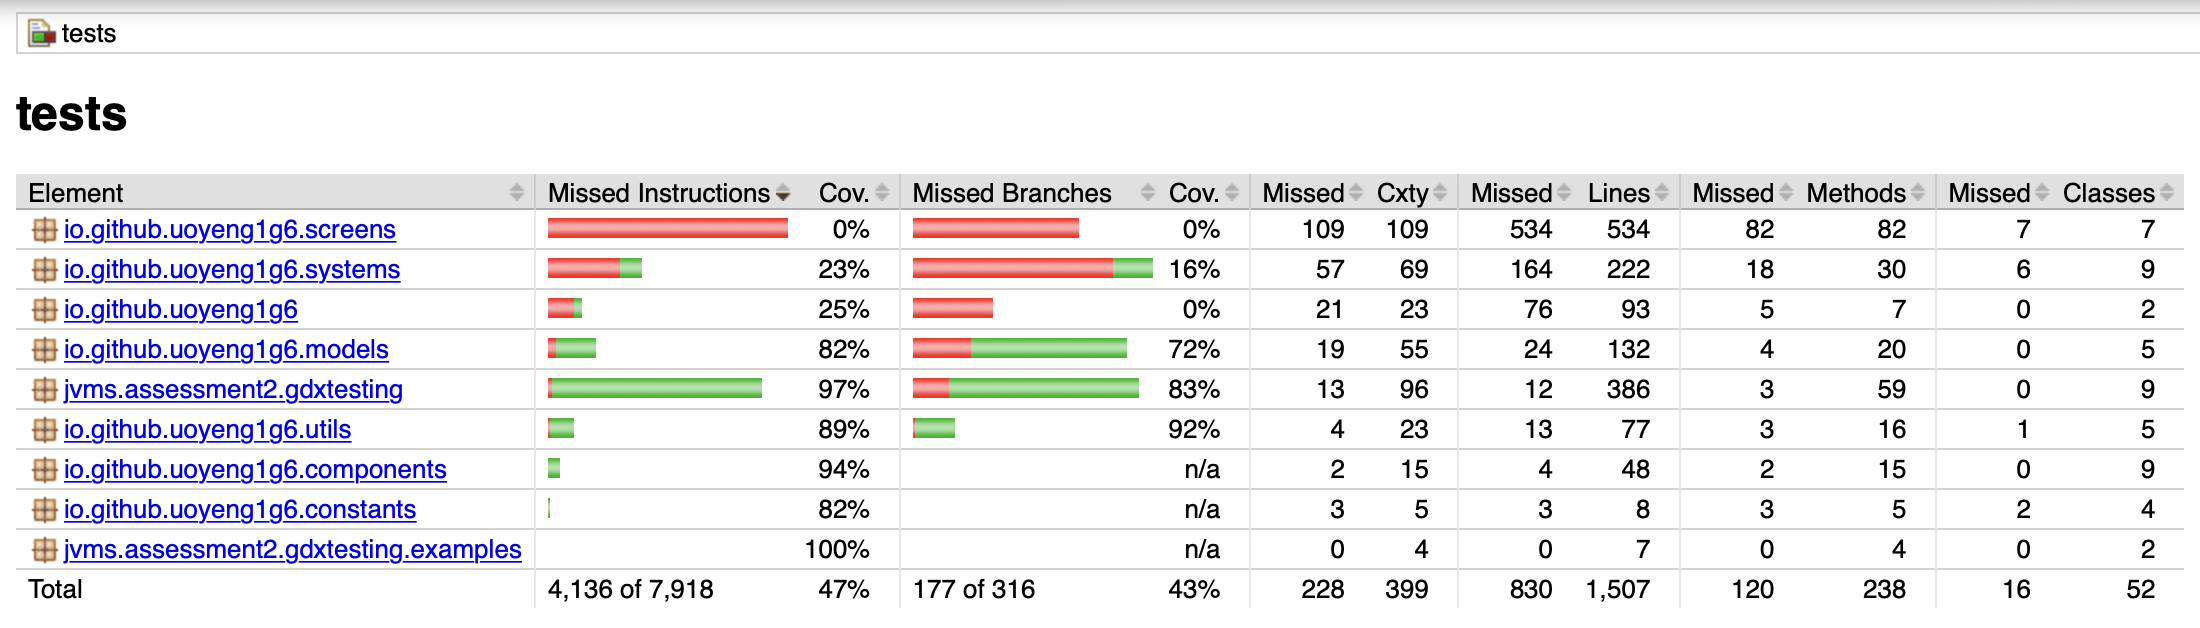 tests
tests
Element Missed Instructions Cov. Missed Branches Cov. Missed Cxty Missed Lines Missed Methods Missed Classes
io.github.uoyeng1g6.screens 0% 0% 109 109 534 534 82 82 7 7
io.github.uoyeng1g6.systems 23% 16% 57 69 164 222 18 30 6 9
io.github.uoyeng1g6 25% 0% 21 23 76 93 5 7 0 2
io.github.uoyeng1g6.models 82% 72% 19 55 24 132 4 20 0 5
jvms.assessment2.gdxtesting 97% 83% 13 96 12 386 3 59 0 9
io.github.uoyeng1g6.utils 89% 92% 4 23 13 77 3 16 1 5
io.github.uoyeng1g6.components 94% n/a 2 15 4 48 2 15 0 9
io.github.uoyeng1g6.constants 82% n/a 3 5 3 8 3 5 2 4
jvms.assessment2.gdxtesting.examples 100% n/a 0 4 0 7 0 4 0 2
Total 4,136 of 7,918 47% 177 of 316 43% 228 399 830 1,507 120 238 16 52